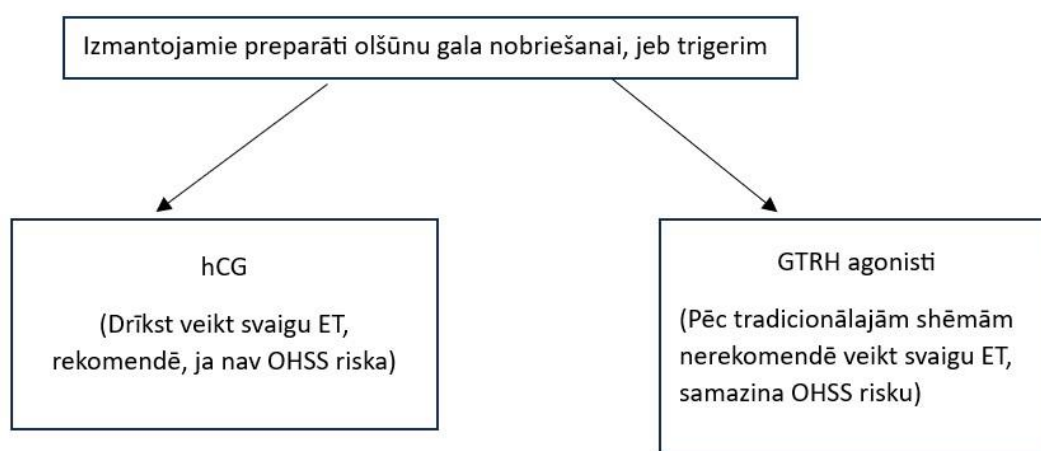 Izmantojamie preparāti olšūnu gala nobriešanai, jeb trigerim
hCG
(Drīkst veikt svaigu ET,
rekomendē, ja nav OHSS riska)
GTRH agonisti
(Pēc tradicionālajām shēmām
nerekomendē veikt svaigu ET,
samazina OHSS risku)